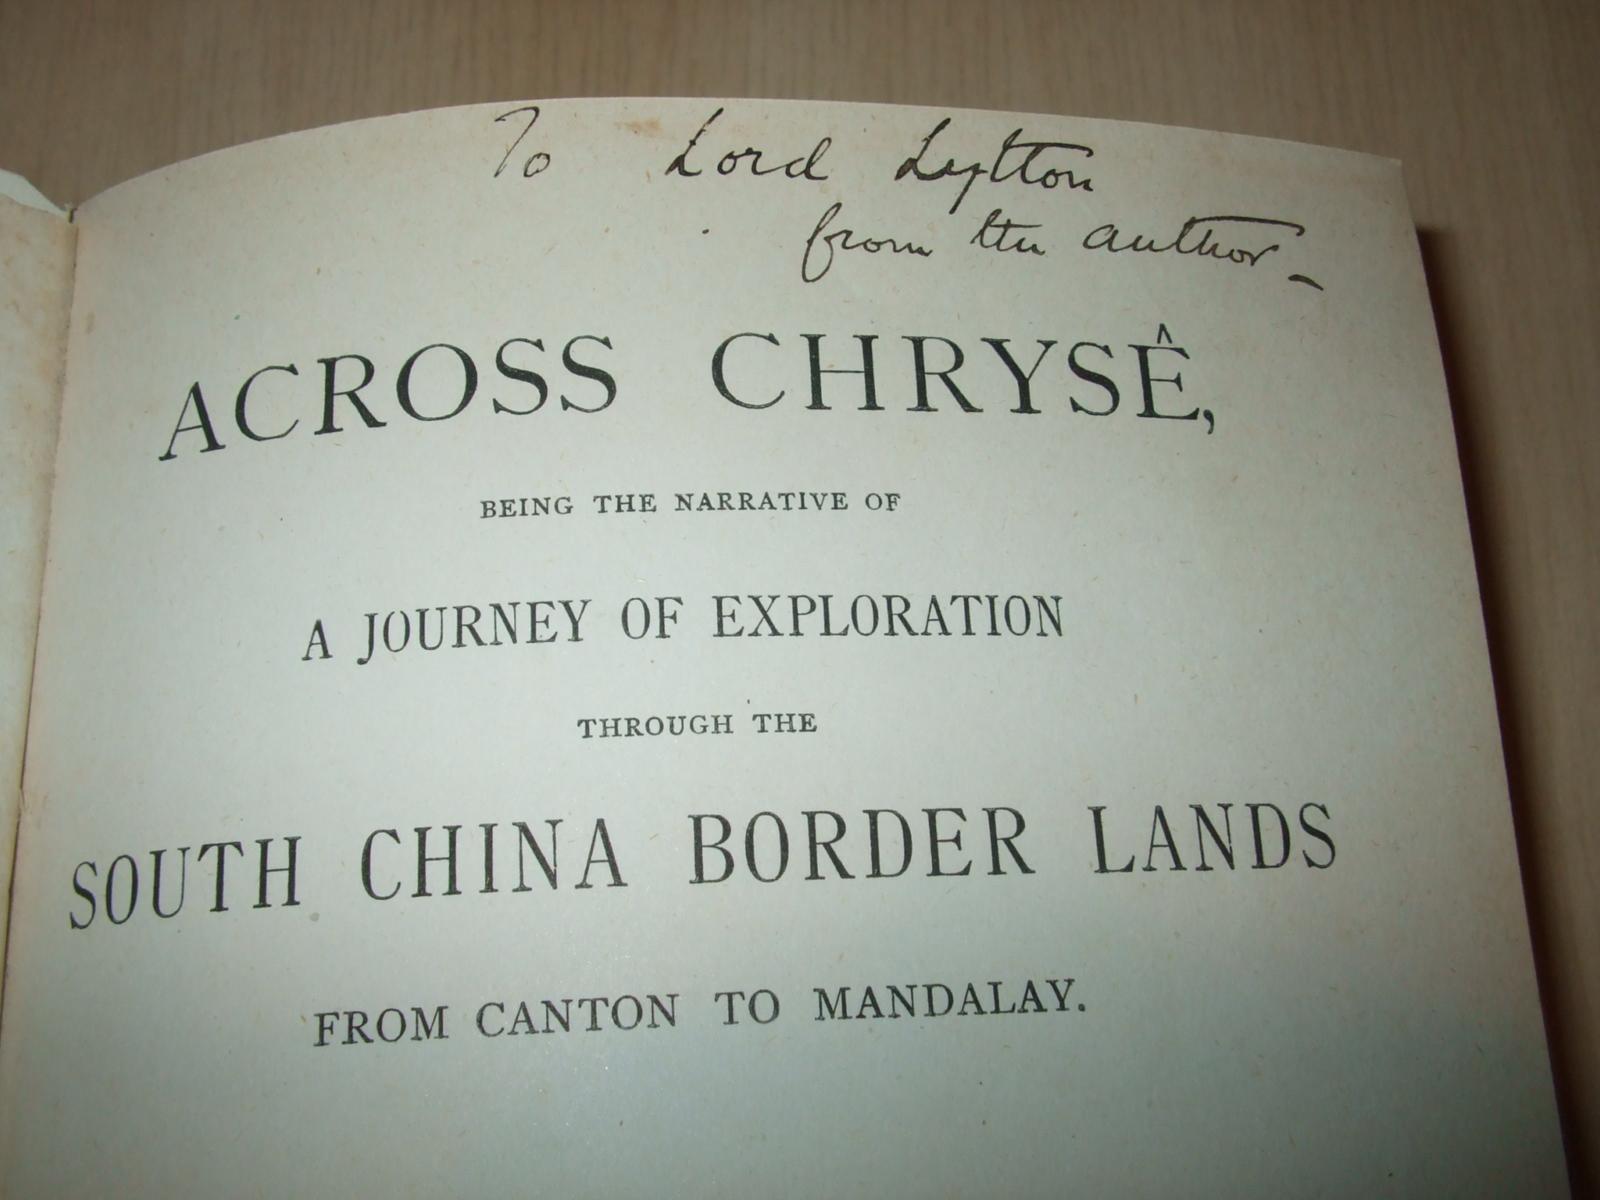 To Lord Lytton
from the author_
ACROSS CHRYSÊ,
BEING THE NARRATIVE OF
A JOURNEY OF EXPLORATION
THROUGH THE
SOUTH CHINA BORDER LANDS
FROM CANTON TO MANDALAY.